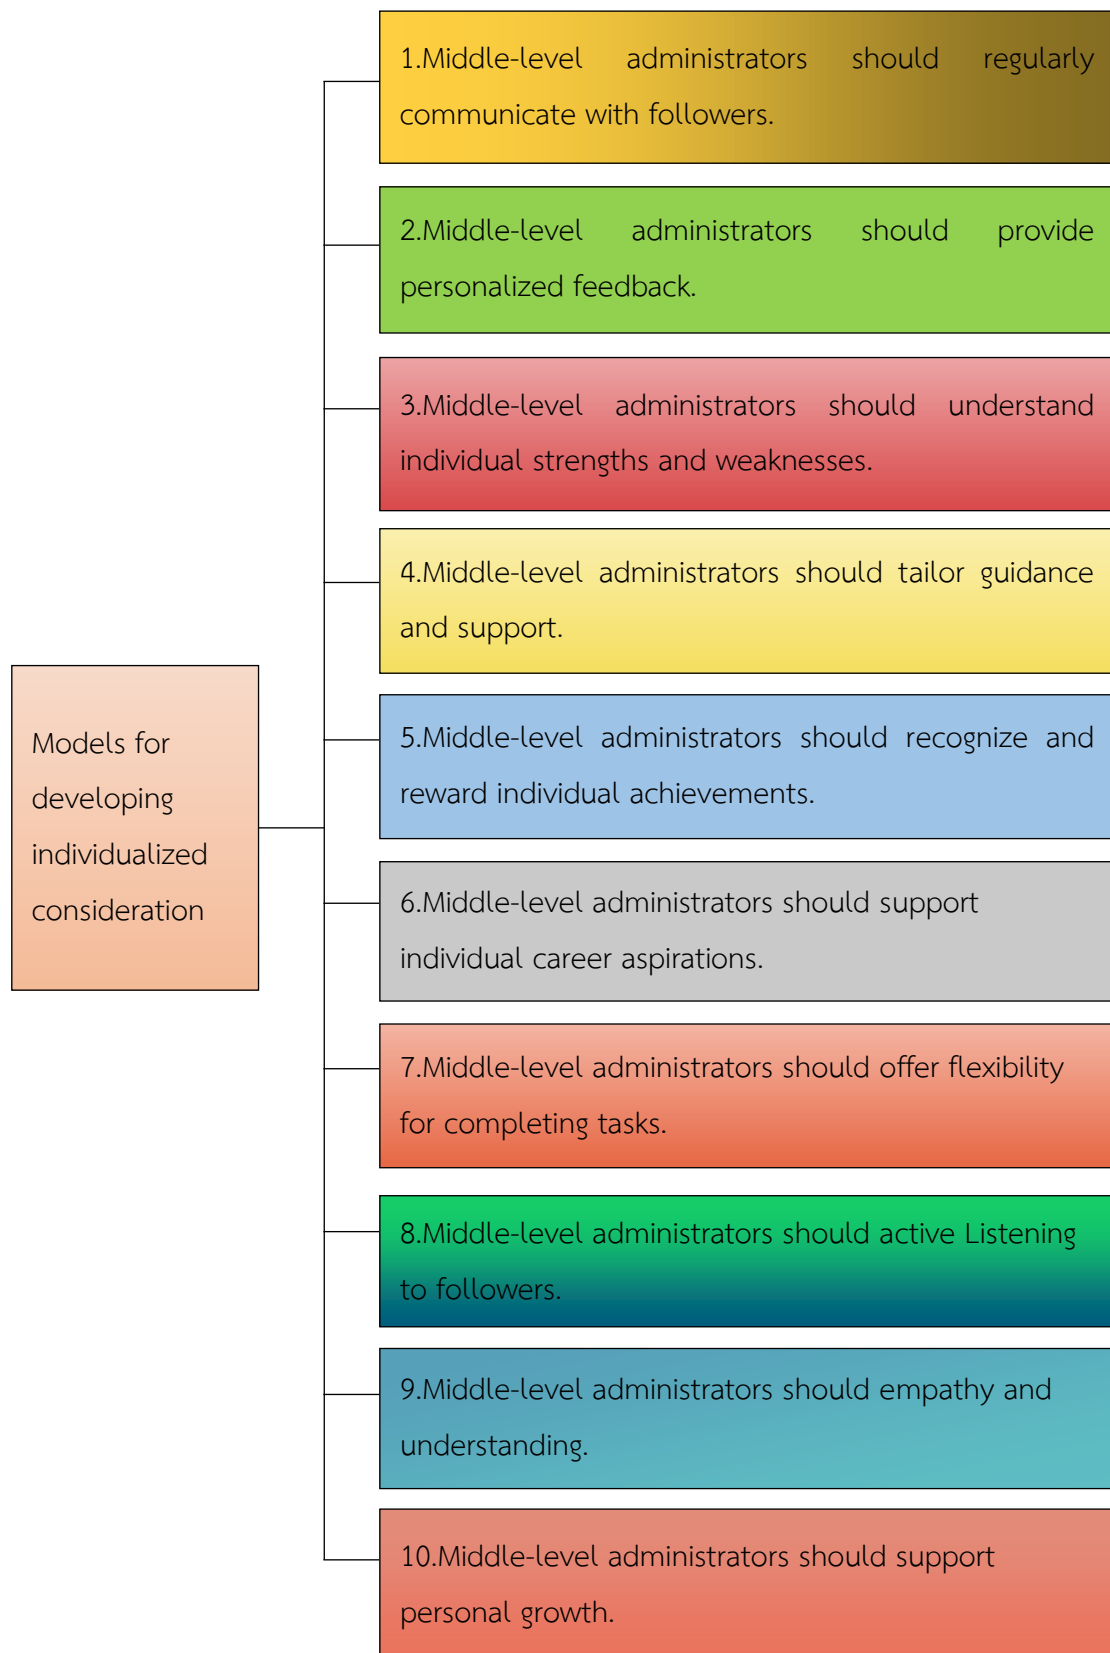 1.Middle-level administrators should regularly
communicate with followers.
2.Middle-level administrators should provide
personalized feedback.
3.Middle-level administrators should understand
individual strengths and weaknesses.
4.Middle-level administrators should tailor guidance
and support.
Models for
developing
individualized
consideration
5.Middle-level administrators should recognize and
reward individual achievements.
6.Middle-level administrators should support
individual career aspirations.
7.Middle-level administrators should offer flexibility
for completing tasks.
8.Middle-level administrators should active Listening
to followers.
9.Middle-level administrators should empathy and
understanding.
10.Middle-level administrators should support
personal growth.